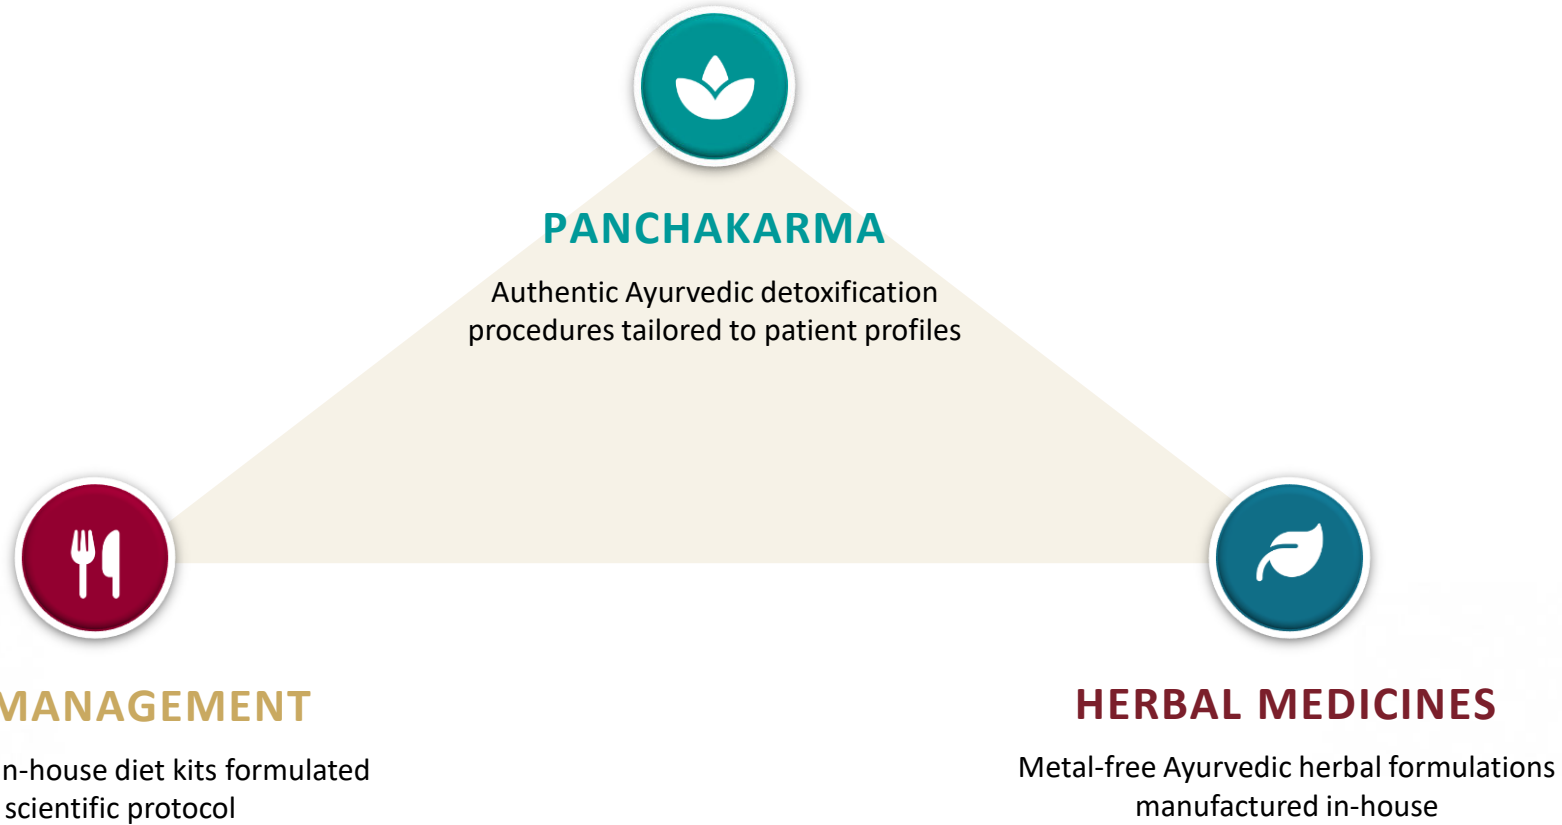 PANCHAKARMA
Authentic Ayurvedic detoxification
procedures tailored to patient profiles
MANAGEMENT
n-house diet kits formulated
scientific protocol
HERBAL MEDICINES
Metal-free Ayurvedic herbal formulations
manufactured in-house